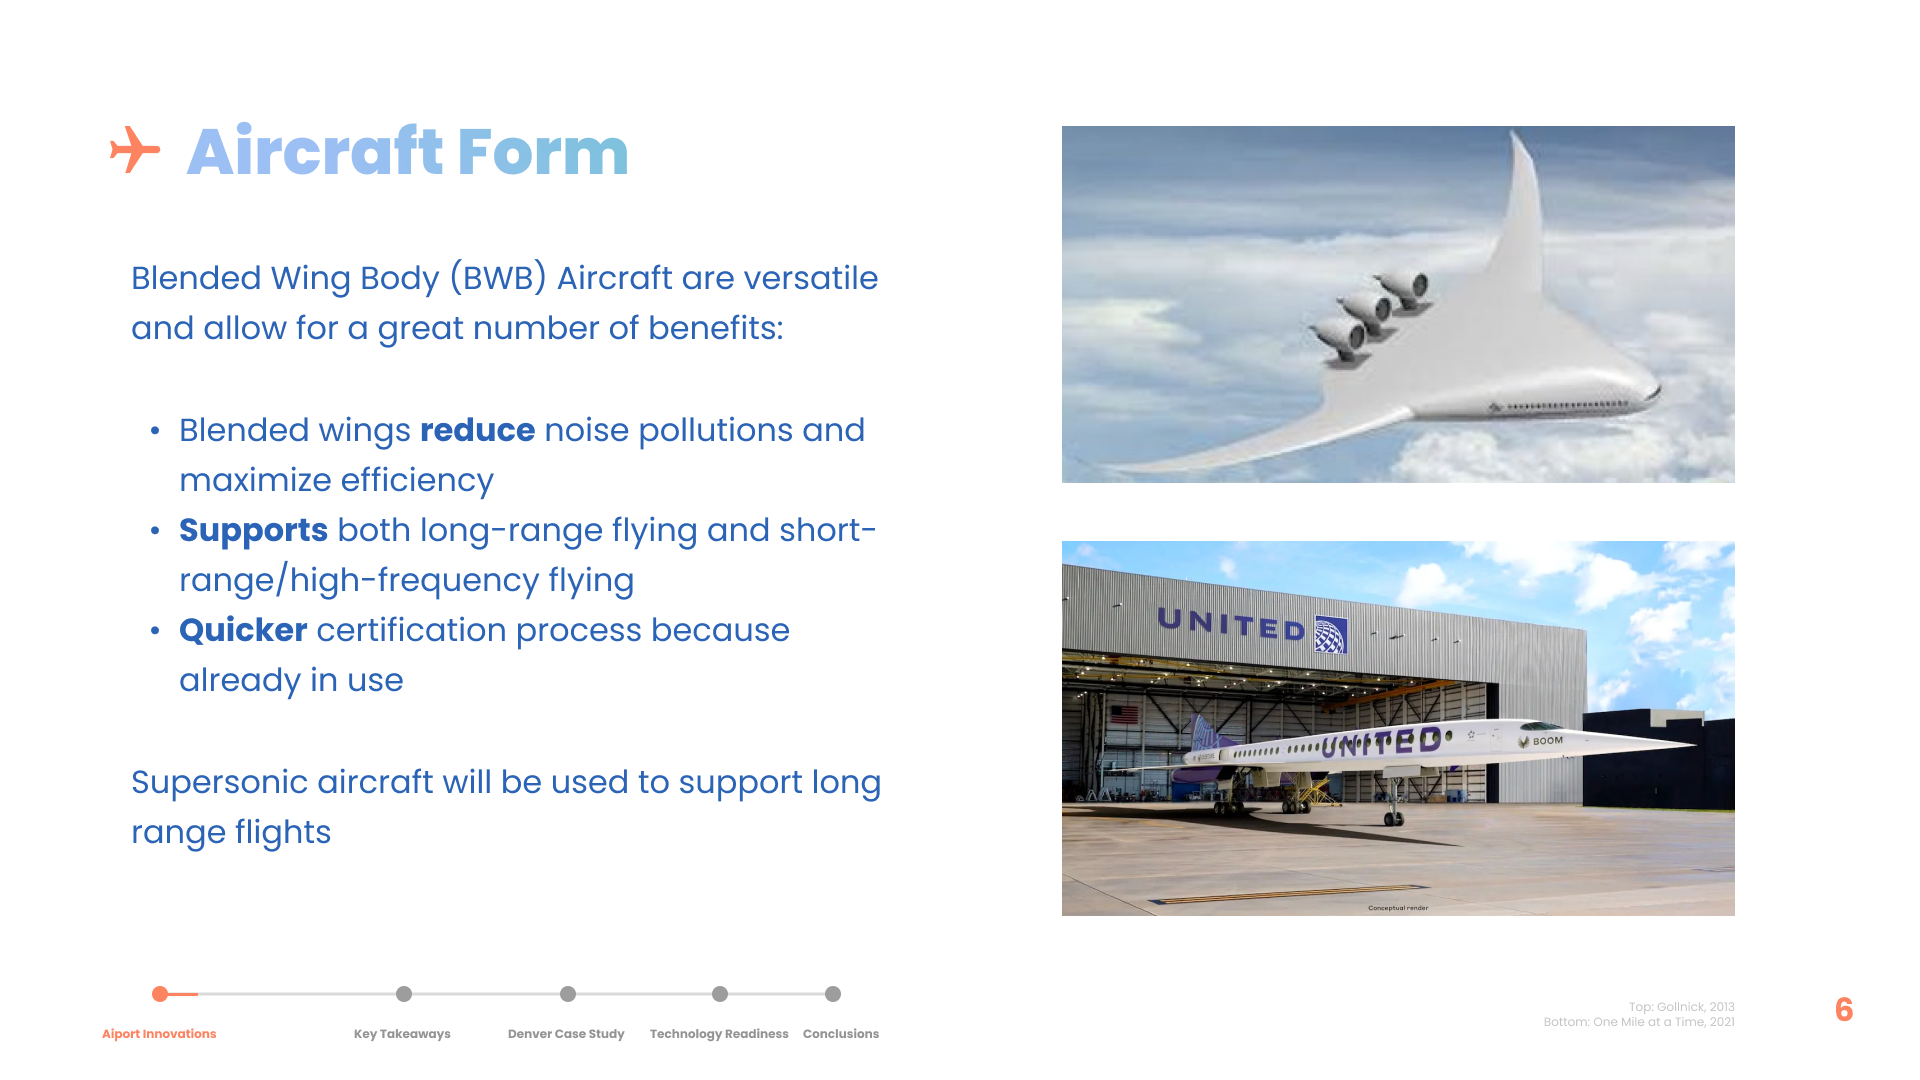 Aircraft Form
Blended Wing Body (BWB) Aircraft are versatile
and allow for a great number of benefits:
• Blended wings reduce noise pollutions and
maximize efficiency
• Supports both long-range flying and short-
range/high-frequency flying
• Quicker certification process because
already in use
Supersonic aircraft will be used to support long
range flights
UNITED
UNITED
BOOM
Conceptual render
Aiport Innovations
Key Takeaways
Denver Case Study
Technology Readiness
Conclusions
Top: Gollnick, 2013
Bottom: One Mile at a Time, 2021
6